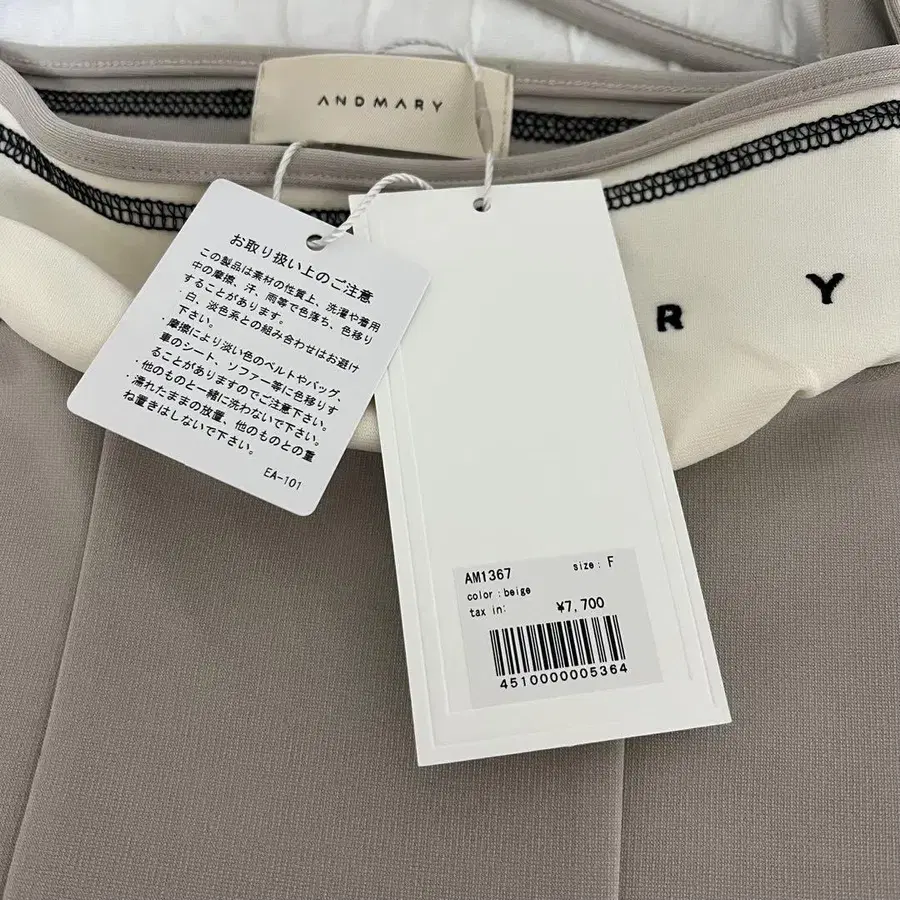 ANDMARY
お取り扱い上のご注意
この製品は素材の性質上、洗濯や着用
中の摩擦、汗、雨等で色落ち、色移り
することがあります。
・白、淡色系との組み合わせはお避け
下さい。
・摩擦により淡い色のベルトやバッグ、
車のシート、ソファー等に色移りす
ることがありますのでご注意下さい。
・他のものと一緒に洗わないで下さい。
・濡れたままの放置、他のものとの重
ね置きはしないで下さい。
EA-101
R Y
AM1367 size: F
color:beige
tax in: ¥7,700
4510000005364